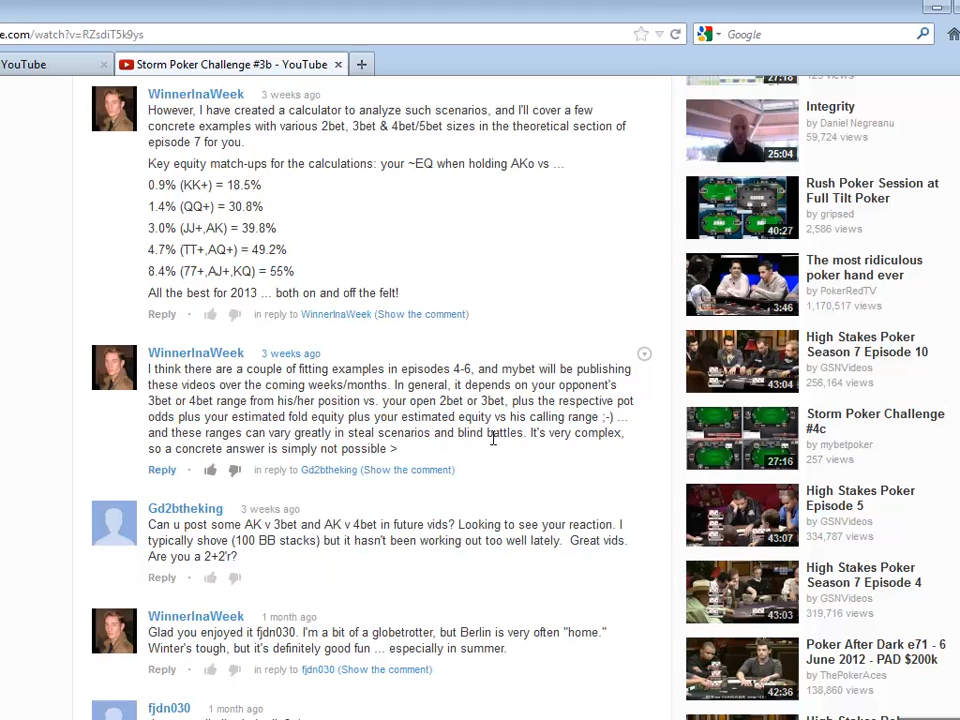 e.com/watch?v=RZsdiT5k9ys
Google
YouTube
Storm Poker Challenge #3b - YouTube
WinnerInaWeek 3 weeks ago
However, I have created a calculator to analyze such scenarios, and I'll cover a few
concrete examples with various 2bet, 3bet & 4bet/5bet sizes in the theoretical section of
episode 7 for you.
Key equity match-ups for the calculations: your ~EQ when holding AKo vs ...
0.9% (KK+) = 18.5%
1.4% (QQ+) = 30.8%
3.0% (JJ+,AK) = 39.8%
4.7% (TT+,AQ+) = 49.2%
8.4% (77+,AJ+,KQ) = 55%
All the best for 2013 ... both on and off the felt!
Reply · in reply to WinnerInaWeek (Show the comment)
WinnerInaWeek 3 weeks ago
I think there are a couple of fitting examples in episodes 4-6, and mybet will be publishing
these videos over the coming weeks/months. In general, it depends on your opponent's
3bet or 4bet range from his/her position vs. your open 2bet or 3bet, plus the respective pot
odds plus your estimated fold equity plus your estimated equity vs his calling range ;-) ...
and these ranges can vary greatly in steal scenarios and blind battles. It's very complex,
so a concrete answer is simply not possible >
Reply · in reply to Gd2btheking (Show the comment)
Gd2btheking 3 weeks ago
Can u post some AK v 3bet and AK v 4bet in future vids? Looking to see your reaction. I
typically shove (100 BB stacks) but it hasn't been working out too well lately. Great vids.
Are you a 2+2'r?
Reply ·
WinnerInaWeek 1 month ago
Glad you enjoyed it fjdn030. I'm a bit of a globetrotter, but Berlin is very often "home."
Winter's tough, but it's definitely good fun ... especially in summer.
Reply · in reply to fjdn030 (Show the comment)
fjdn030 1 month ago
27:18
Integrity
by Daniel Negreanu
59,724 views
25:04
Rush Poker Session at
Full Tilt Poker
by gripsed
2,586 views
40:27
The most ridiculous
poker hand ever
by PokerRedTV
1,170,517 views
3:46
High Stakes Poker
Season 7 Episode 10
by KGameHD
256,164 views
43:04
Storm Poker Challenge
#4c
by mybetpoker
257 views
27:16
High Stakes Poker
Episode 5
by GSNVideos
334,787 views
43:07
High Stakes Poker
Season 7 Episode 4
by GSNVideos
319,716 views
43:03
Poker After Dark e71 - 6
June 2012 - PAD $200k
by ThePokerAces
138,860 views
42:36